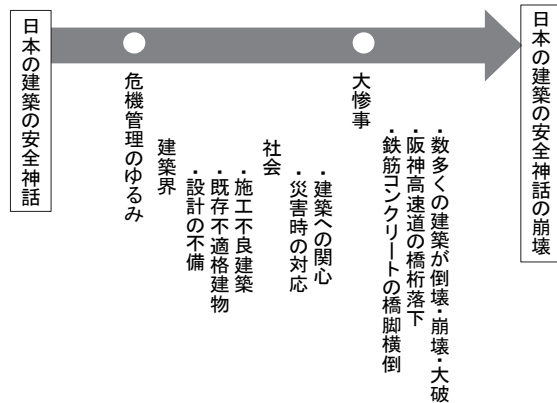 日本の建築の安全神話
危機管理のゆるみ
建築界
・設計の不備
・既存不適格建物
・施工不良建築
社会
・災害時の対応
・建築への関心
大惨事
・鉄筋コンクリートの橋脚横倒
・阪神高速道の橋桁落下
・数多くの建築が倒壊・崩壊・大破
日本の建築の安全神話の崩壊